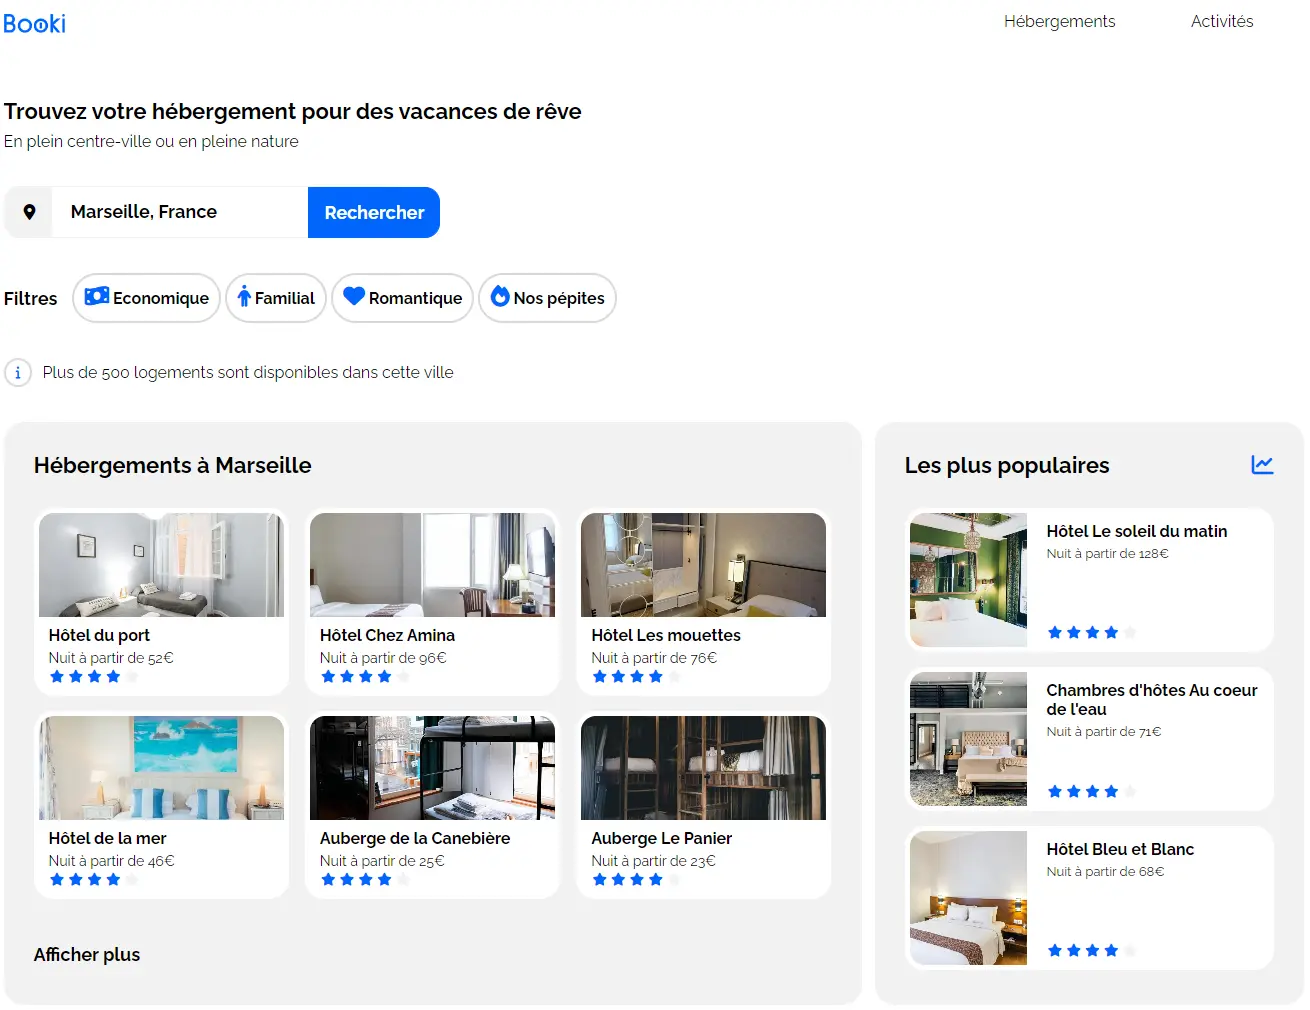 Booki
Hébergements
Activités
Trouvez votre hébergement pour des vacances de rêve
En plein centre-ville ou en pleine nature
Marseille, France
Rechercher
Filtres
Economique
Familial
Romantique
Nos pépites
Plus de 500 logements sont disponibles dans cette ville
Hébergements à Marseille
Hôtel du port
Nuit à partir de 52€
Hôtel Chez Amina
Nuit à partir de 96€
Hôtel Les mouettes
Nuit à partir de 76€
Hôtel de la mer
Nuit à partir de 46€
Auberge de la Canebière
Nuit à partir de 25€
Auberge Le Panier
Nuit à partir de 23€
Afficher plus
Les plus populaires
Hôtel Le soleil du matin
Nuit à partir de 128€
Chambres d'hôtes Au coeur
de l'eau
Nuit à partir de 71€
Hôtel Bleu et Blanc
Nuit à partir de 68€